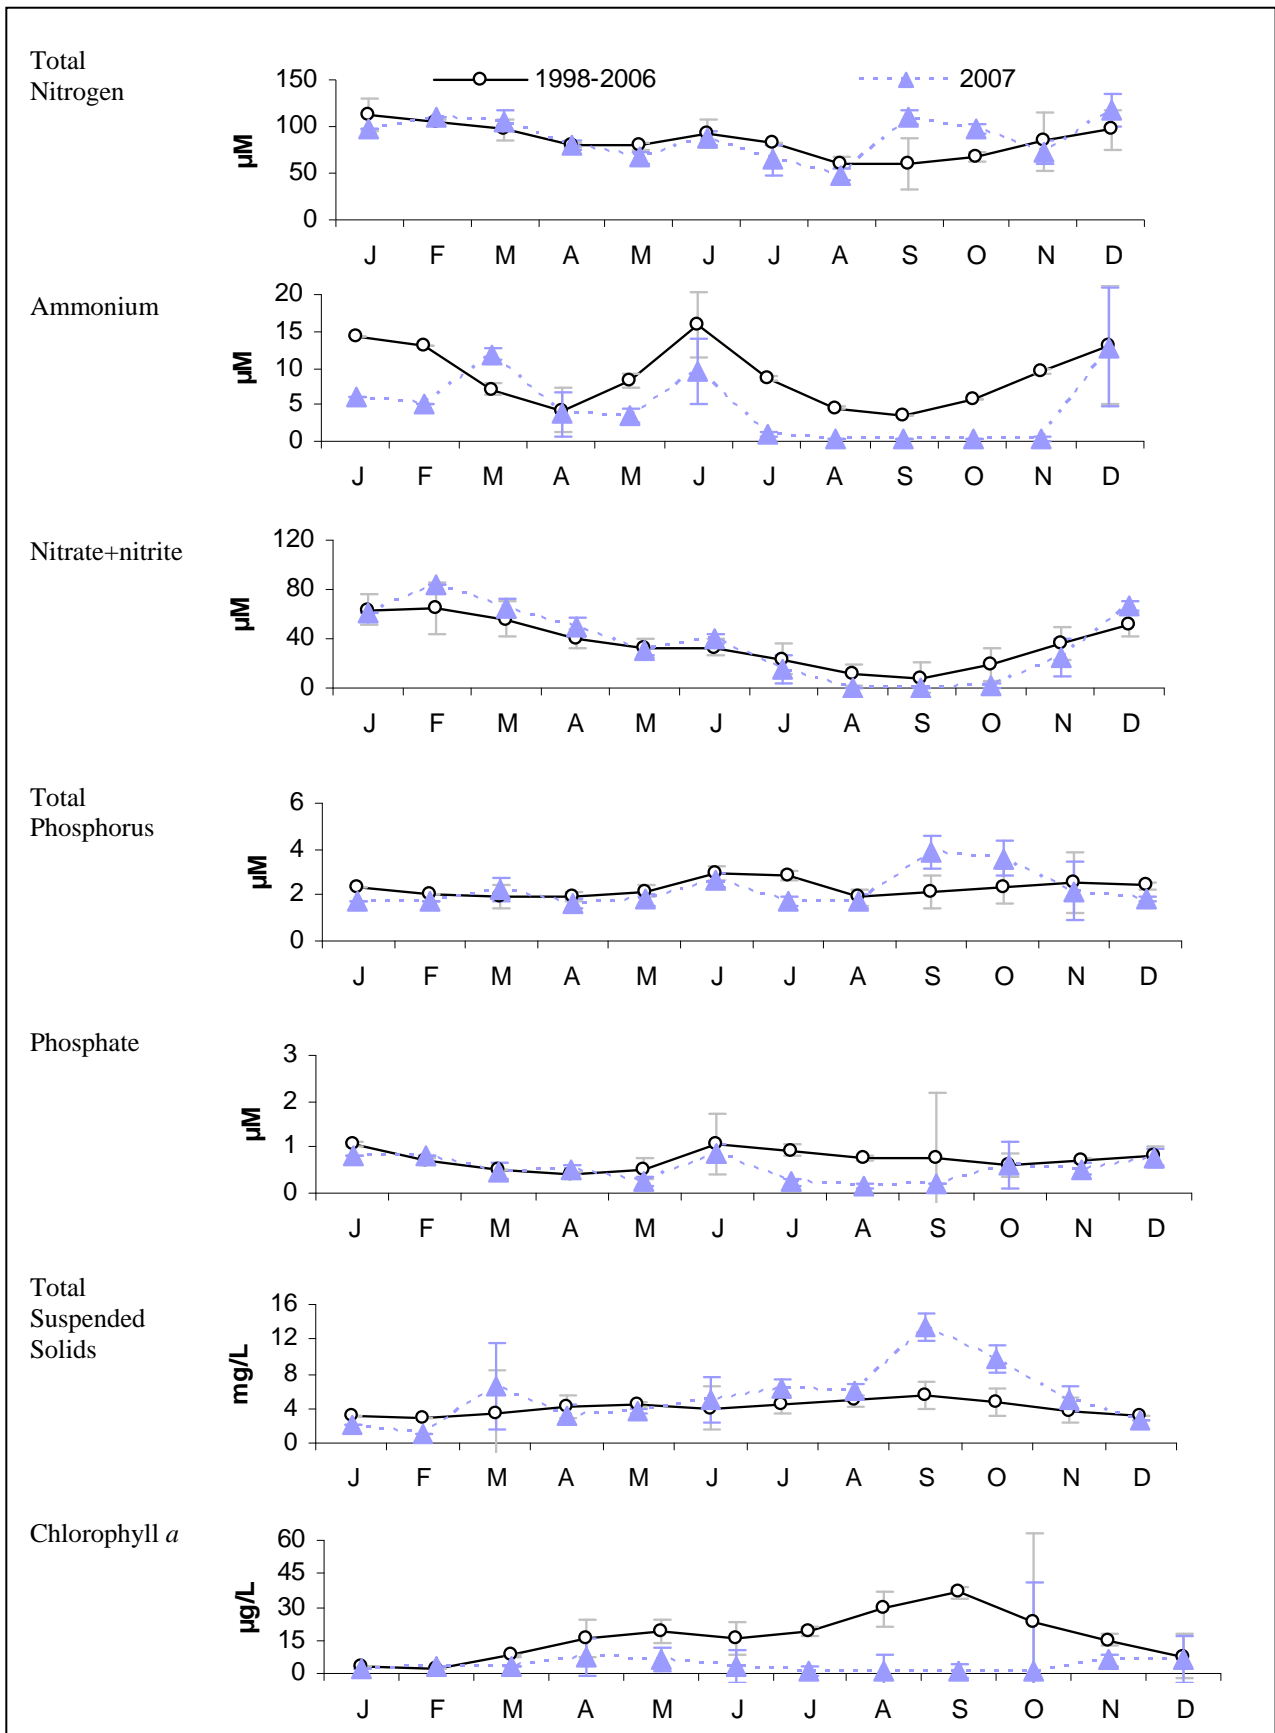 Total
Nitrogen
1998-2006
2007
150
100
50
0
µM
J F M A M J J A S O N D
Ammonium
20
15
10
5
0
µM
J F M A M J J A S O N D
Nitrate+nitrite
120
80
40
0
µM
J F M A M J J A S O N D
Total
Phosphorus
6
4
2
0
µM
J F M A M J J A S O N D
Phosphate
3
2
1
0
µM
J F M A M J J A S O N D
Total
Suspended
Solids
16
12
8
4
0
mg/L
J F M A M J J A S O N D
Chlorophyll a
60
45
30
15
0
µg/L
J F M A M J J A S O N D